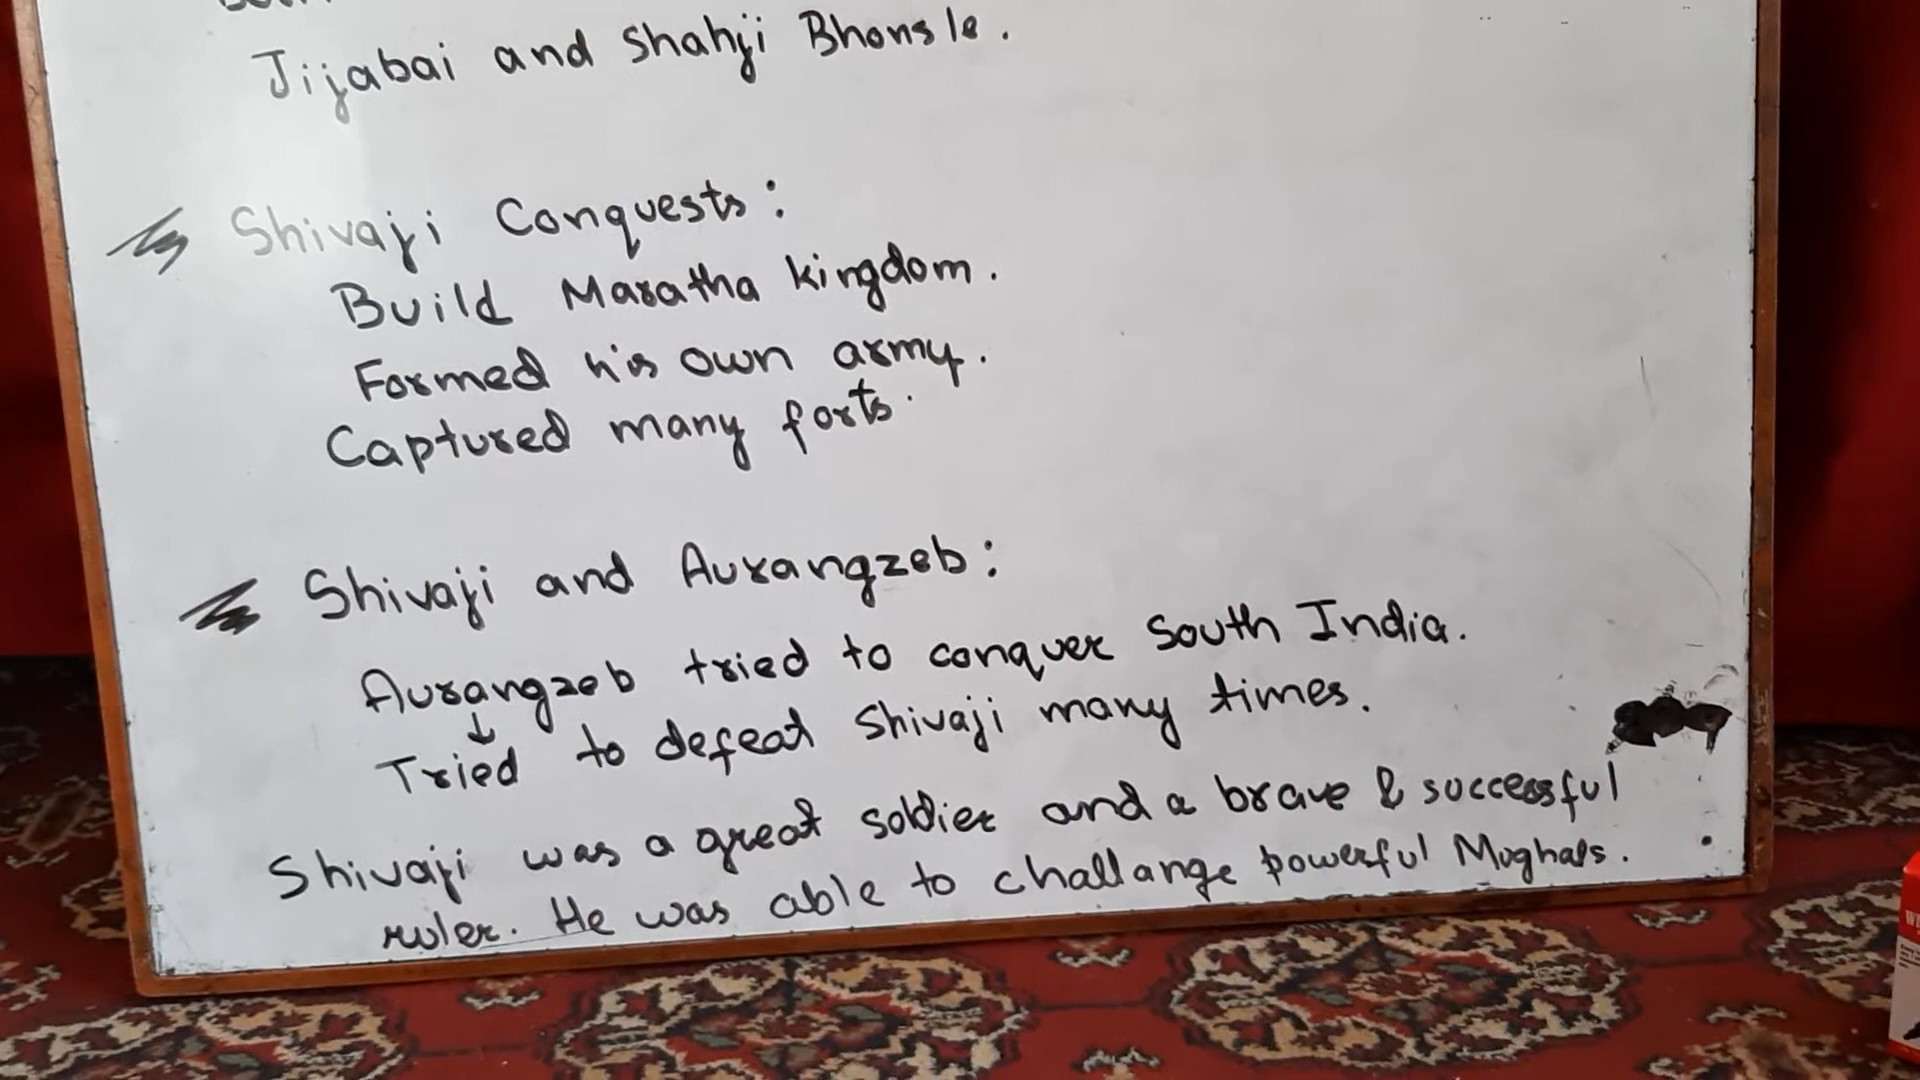 Jijabai and Shahji Bhonsle.
Shivaji Conquests:
Build Maratha kingdom.
Formed his own army.
Captured many forts.
Shivaji and Aurangzeb:
Aurangzeb tried to conquer South India.
↓
Tried to defeat Shivaji many times.
Shivaji was a great soldier and a brave & successful
ruler. He was able to challange powerful Mughals.